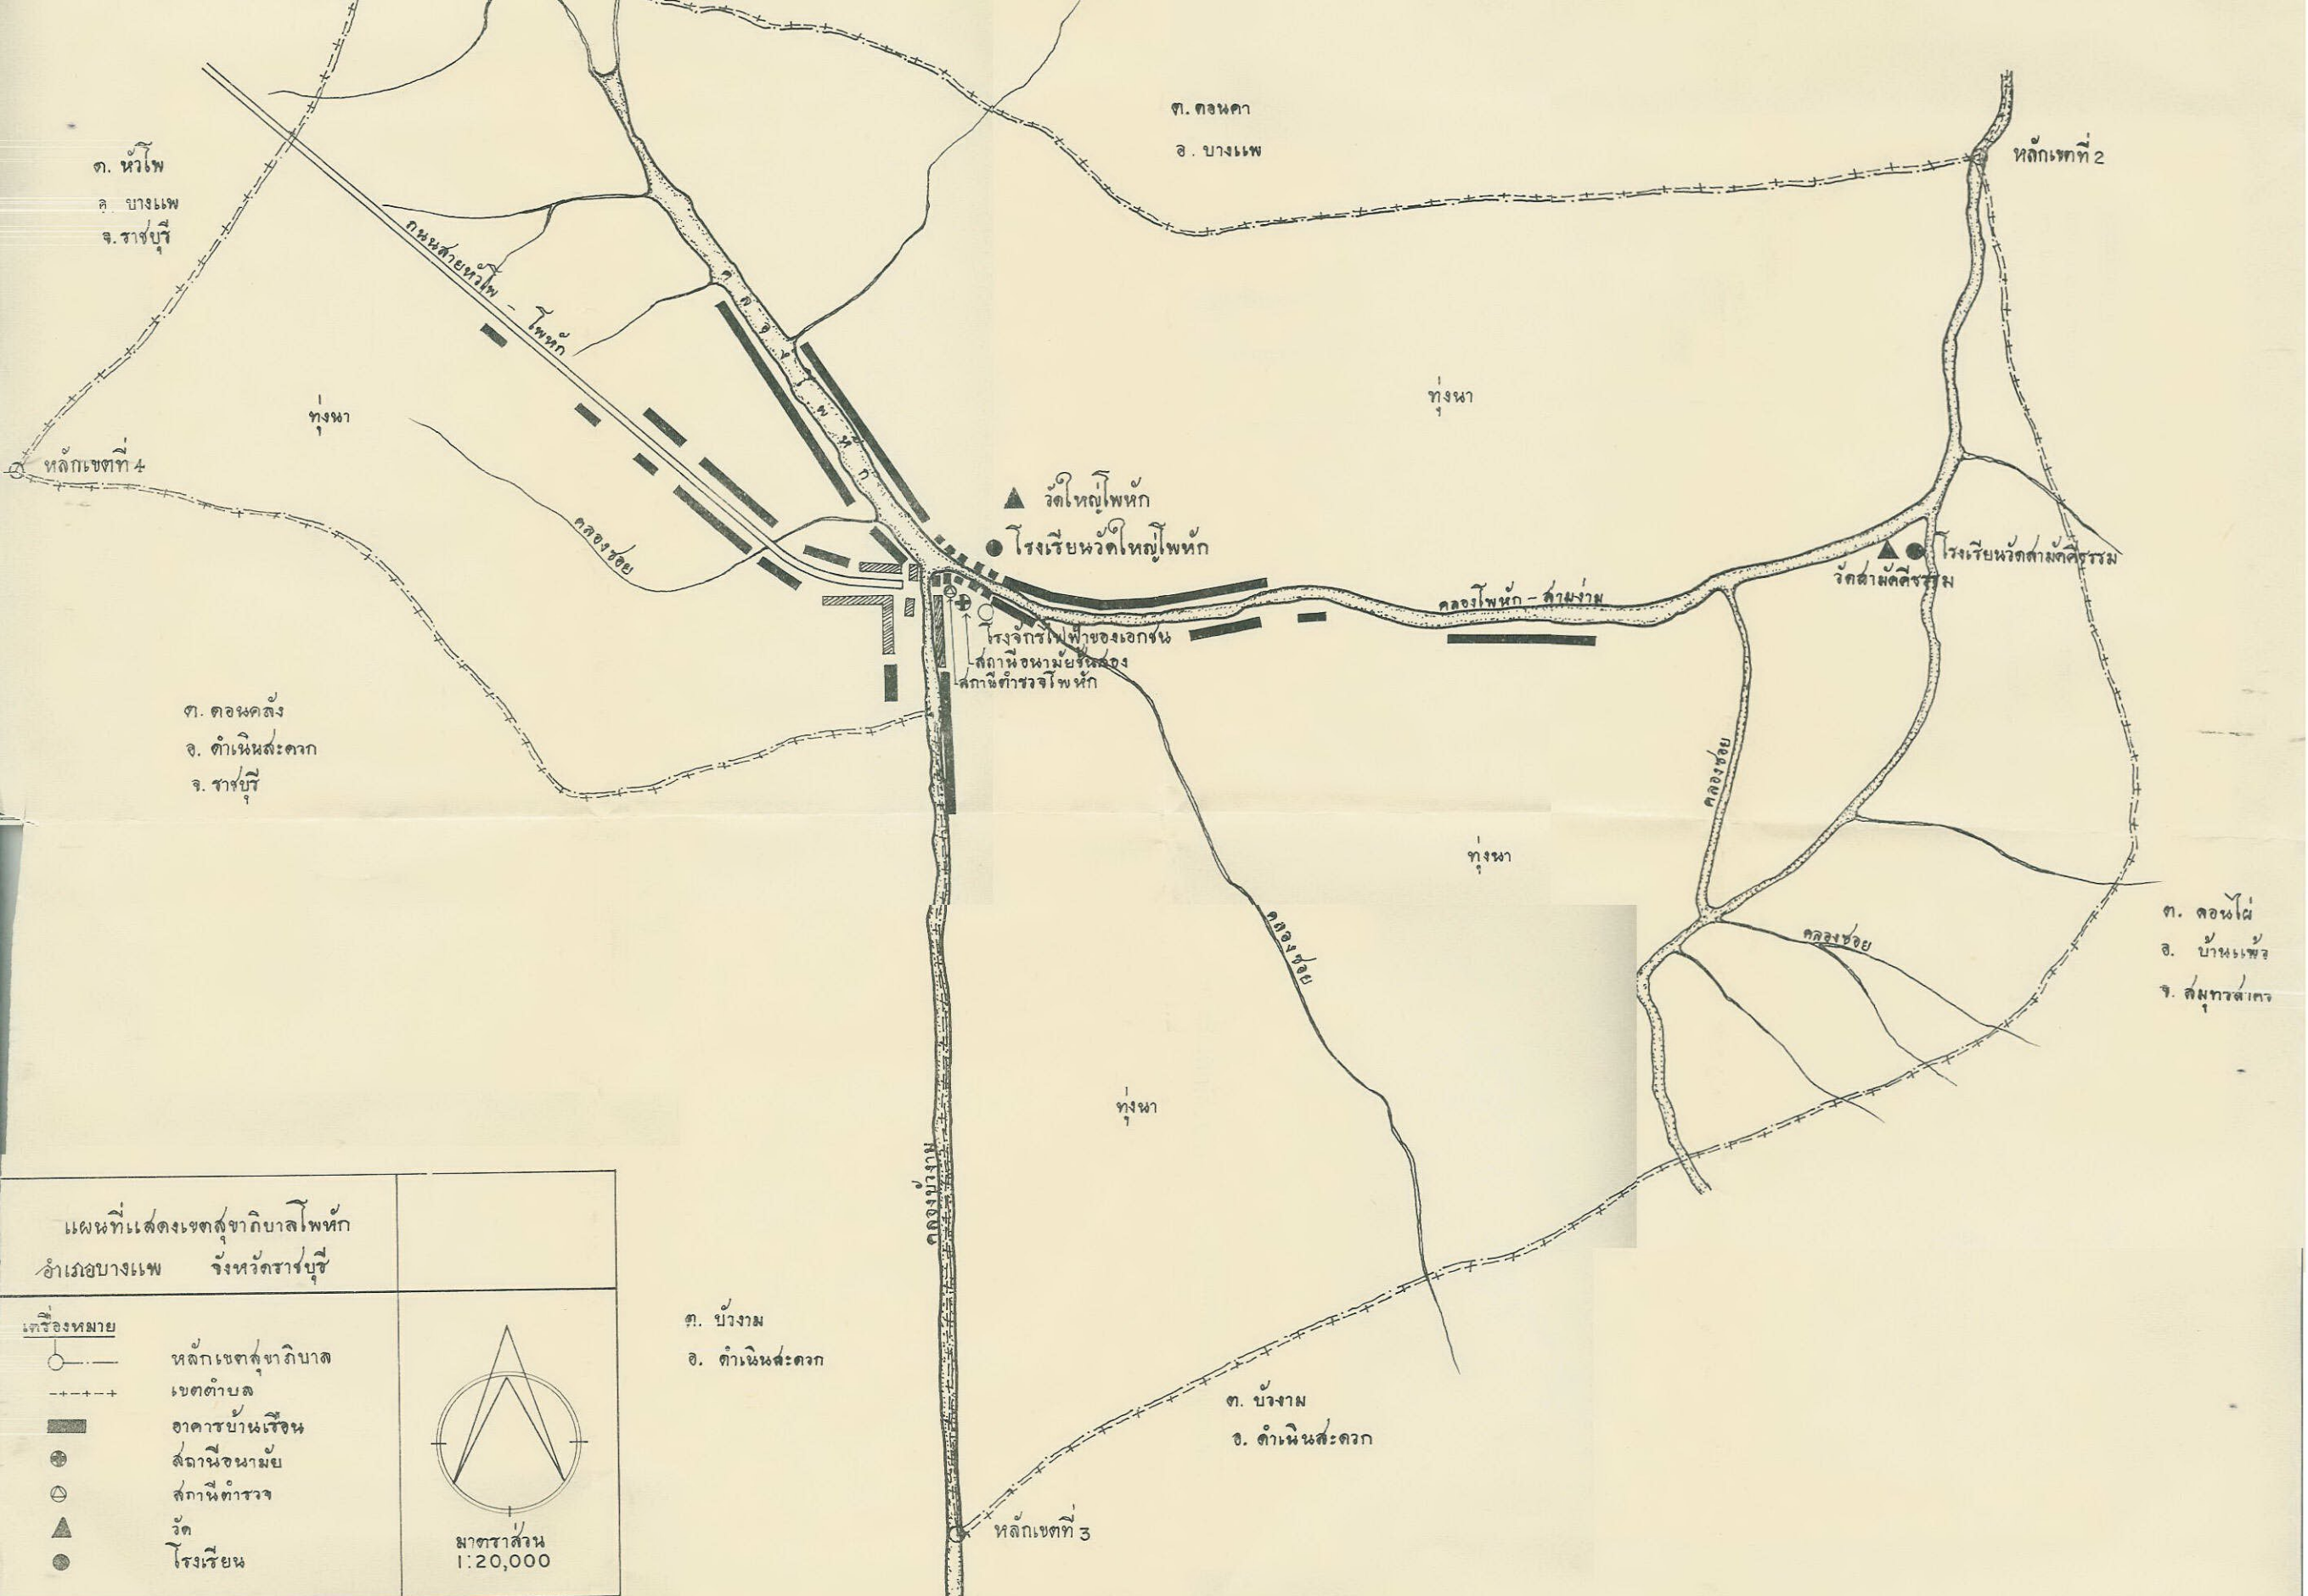 ต. หัวโพ
อ. บางแพ
จ. ราชบุรี
ต. ดอนคา
อ. บางแพ
หลักเขตที่ 2
ถนนสายหัวโพ - โพหัก
คลองโพหัก
ทุ่งนา
ทุ่งนา
หลักเขตที่ 4
วัดใหญ่โพหัก
โรงเรียนวัดใหญ่โพหัก
คลองซอย
โรงเรียนวัดสามัคคีธรรม
วัดสามัคคีธรรม
คลองโพหัก - สามง่าม
โรงจักรไฟฟ้าของเอกชน
สถานีอนามัยชั้นสอง
สถานีตำรวจโพหัก
ต. ดอนคลัง
อ. ดำเนินสะดวก
จ. ราชบุรี
คลองซอย
ทุ่งนา
คลองซอย
คลองซอย
ต. ดอนไผ่
อ. บ้านแพ้ว
จ. สมุทรสาคร
ทุ่งนา
คลองบัวงาม
แผนที่แสดงเขตสุขาภิบาลโพหัก
อำเภอบางแพ จังหวัดราชบุรี
เครื่องหมาย
หลักเขตสุขาภิบาล
เขตตำบล
อาคารบ้านเรือน
สถานีอนามัย
สถานีตำรวจ
วัด
โรงเรียน
มาตราส่วน
1:20,000
ต. บัวงาม
อ. ดำเนินสะดวก
ต. บัวงาม
อ. ดำเนินสะดวก
หลักเขตที่ 3